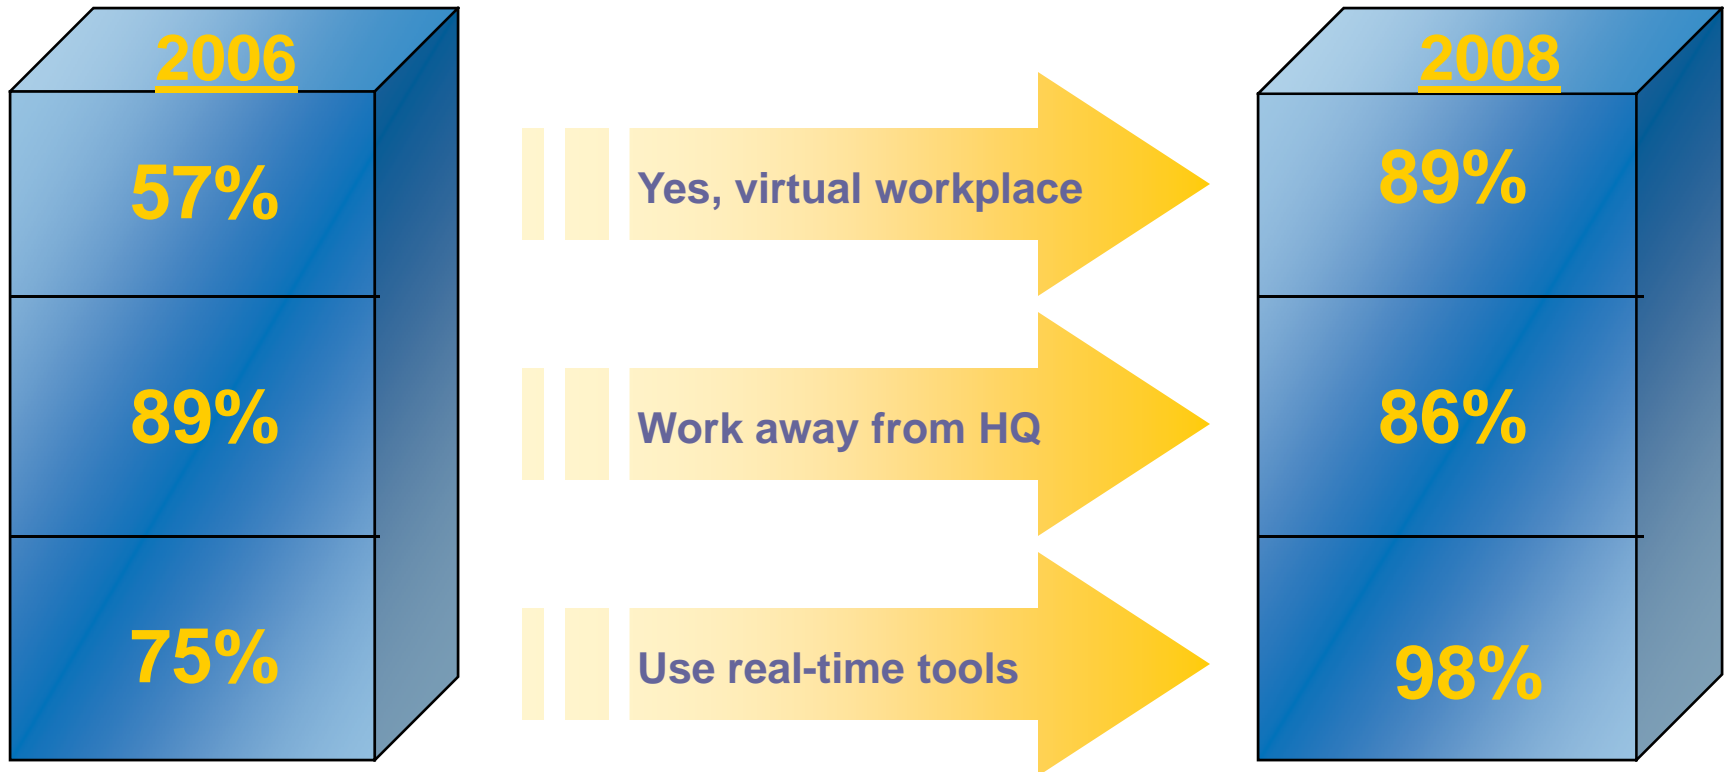 2006
2008
57%
Yes, virtual workplace
89%
89%
Work away from HQ
86%
75%
Use real-time tools
98%